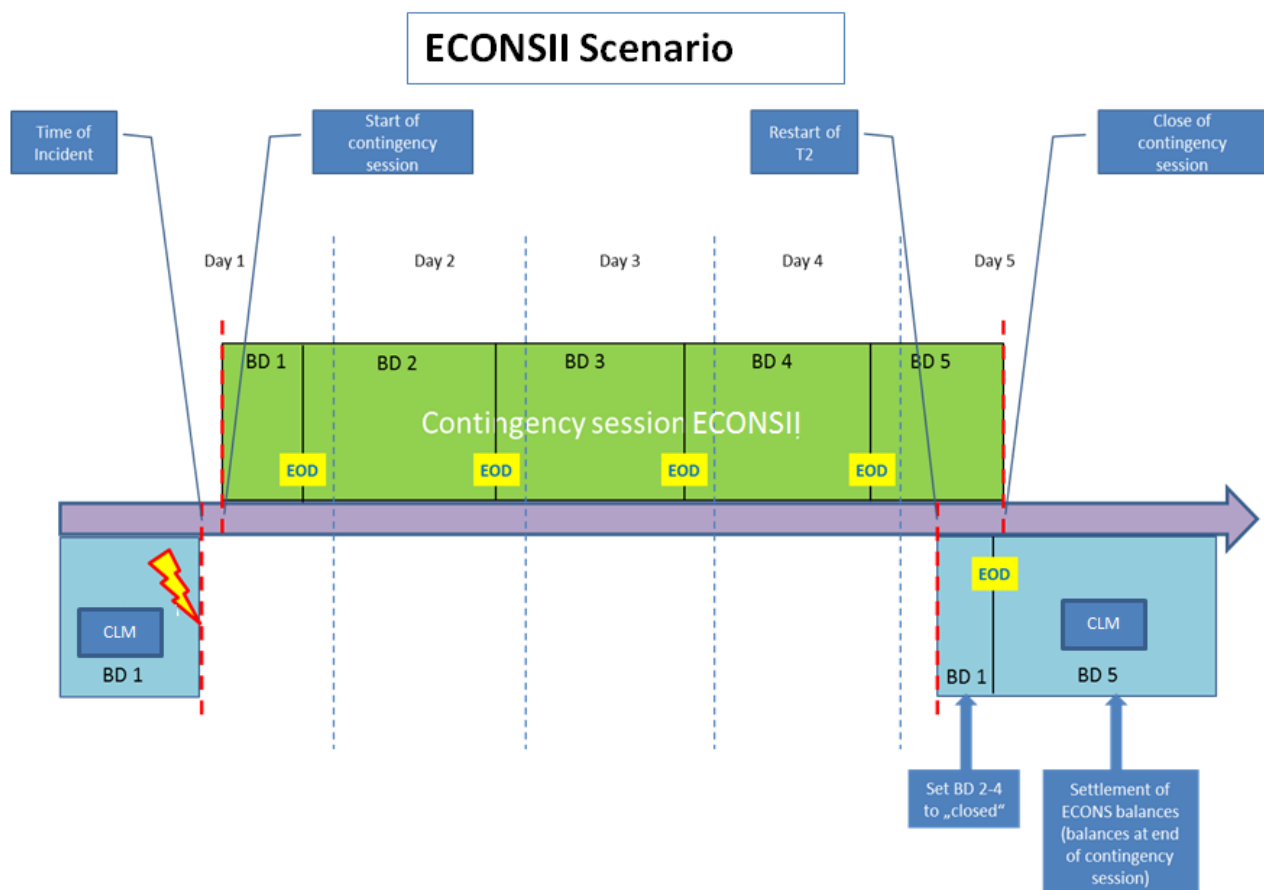 ECONSII Scenario
Time of
Incident
Start of
contingency
session
Restart of
T2
Close of
contingency
session
Day 1
Day 2
Day 3
Day 4
Day 5
BD 1
BD 2
BD 3
BD 4
BD 5
Contingency session ECONSII
EOD
EOD
EOD
EOD
CLM
BD 1
EOD
CLM
BD 1
BD 5
Set BD 2-4
to „closed“
Settlement of
ECONS balances
(balances at end
of contingency
session)